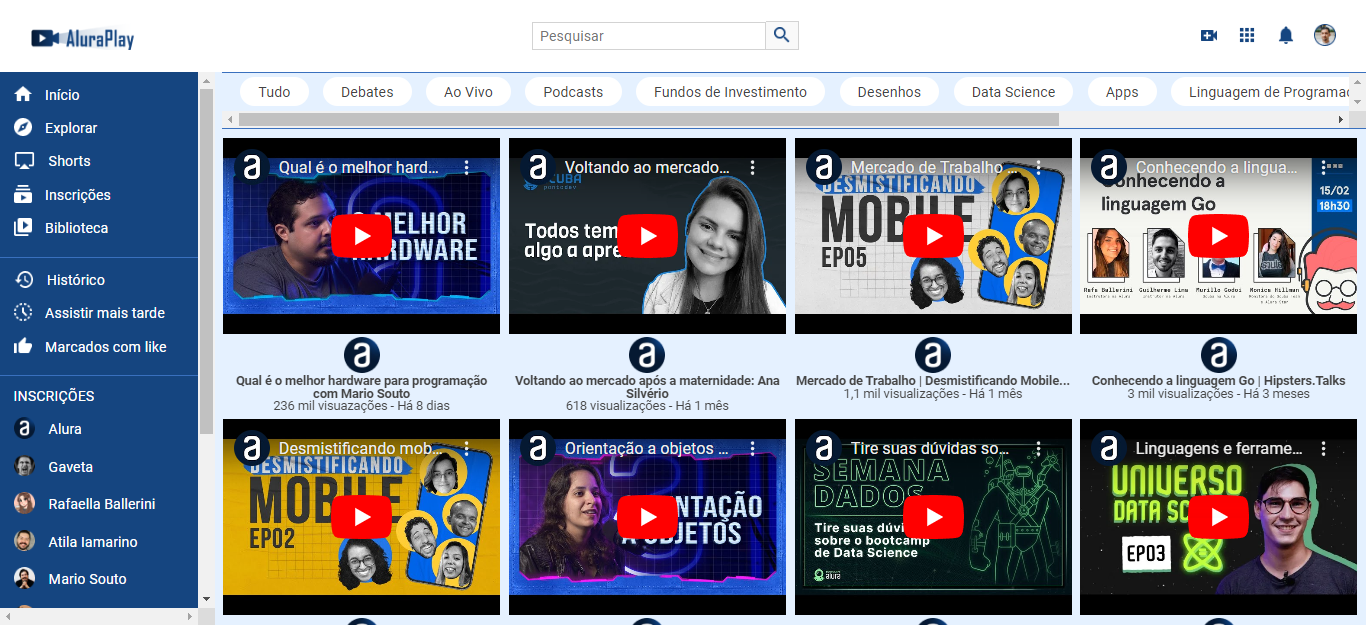 AluraPlay
Pesquisar
Início
Explorar
Shorts
Inscrições
Biblioteca
Histórico
Assistir mais tarde
Marcados com like
INSCRIÇÕES
Alura
Gaveta
Rafaella Ballerini
Atila Iamarino
Mario Souto
Tudo
Debates
Ao Vivo
Podcasts
Fundos de Investimento
Desenhos
Data Science
Apps
Linguagem de Programac
a
Qual é o melhor hard...
MELHOR
HARDWARE
a
Qual é o melhor hardware para programação
com Mario Souto
236 mil visuazações - Há 8 dias
a
Voltando ao mercado...
pontodev
Todos tem
algo a apre
a
Voltando ao mercado após a maternidade: Ana
Silvério
618 visualizações - Há 1 mês
a
Mercado de Trabalho ...
DESMISTIFICANDO
MOBILE
EP05
a
Mercado de Trabalho | Desmistificando Mobile...
1,1 mil visualizações - Há 1 mês
a
Conhecendo a lingua...
Conhecendo a
linguagem Go
15/02
18h30
Rafa Ballerini
Guilherme Lima
Murillo Godoi
Monica Hillman
a
Conhecendo a linguagem Go | Hipsters.Talks
3 mil visualizações - Há 3 meses
a
Desmistificando mob...
DESMISTIFICANDO
MOBILE
EP02
a
Orientação a objetos ...
NTAÇÃO
A OBJETOS
a
Tire suas dúvidas so...
SEMANA
DADOS
Tire suas dúvi
sobre o bootcamp
de Data Science
alura
a
Linguagens e ferrame...
UNIVERSO
DATA SC
EP03